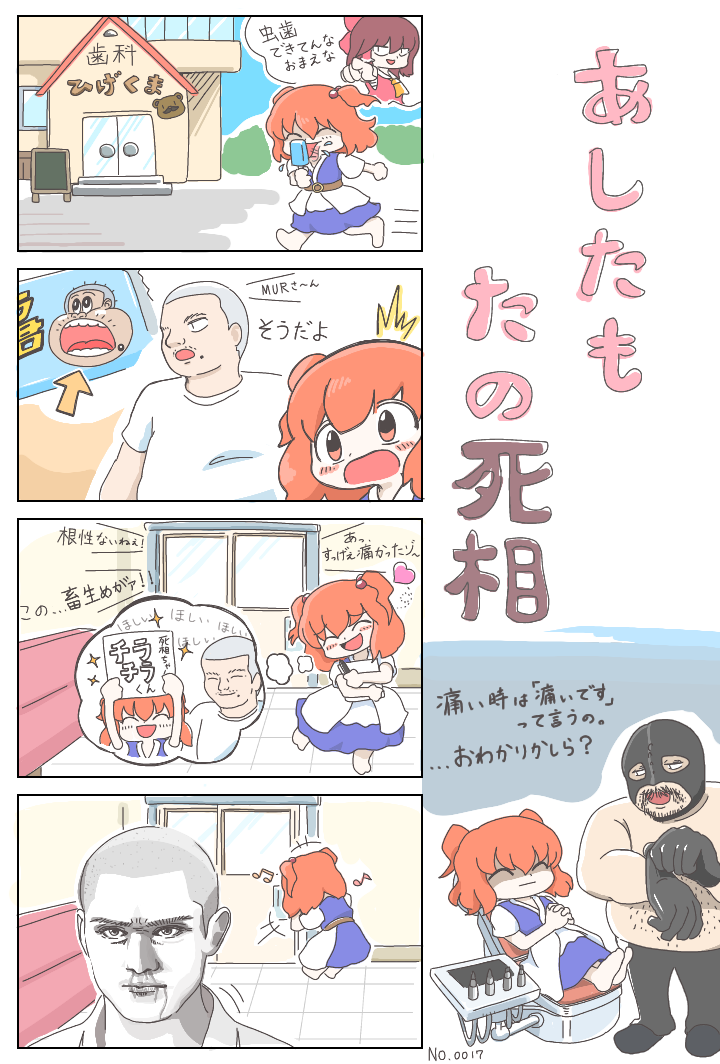 あしたも
たの死相
歯科
ひげくま
虫歯
できてんな
おまえな
MURさ〜ん
そうだよ
あっ、
すっげえ痛かったゾ〜
根性ないねぇ!
この…畜生めがァ!!
ほしい ほしい ほしい
ほしい
死相ちゃん
チラチラくん
痛い時は「痛いです」
って言うの。
…おわかりかしら?
NO.0017